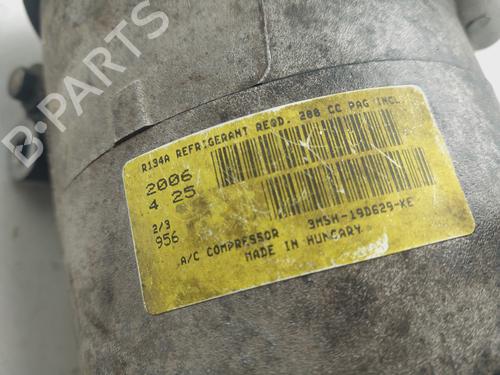 B-PARTS
R134A REFRIGERANT REQD. 200 CC PAG INCL.
2006
4 25
2/3
956
3M5H-19D629-KE
A/C COMPRESSOR
MADE IN HUNGARY